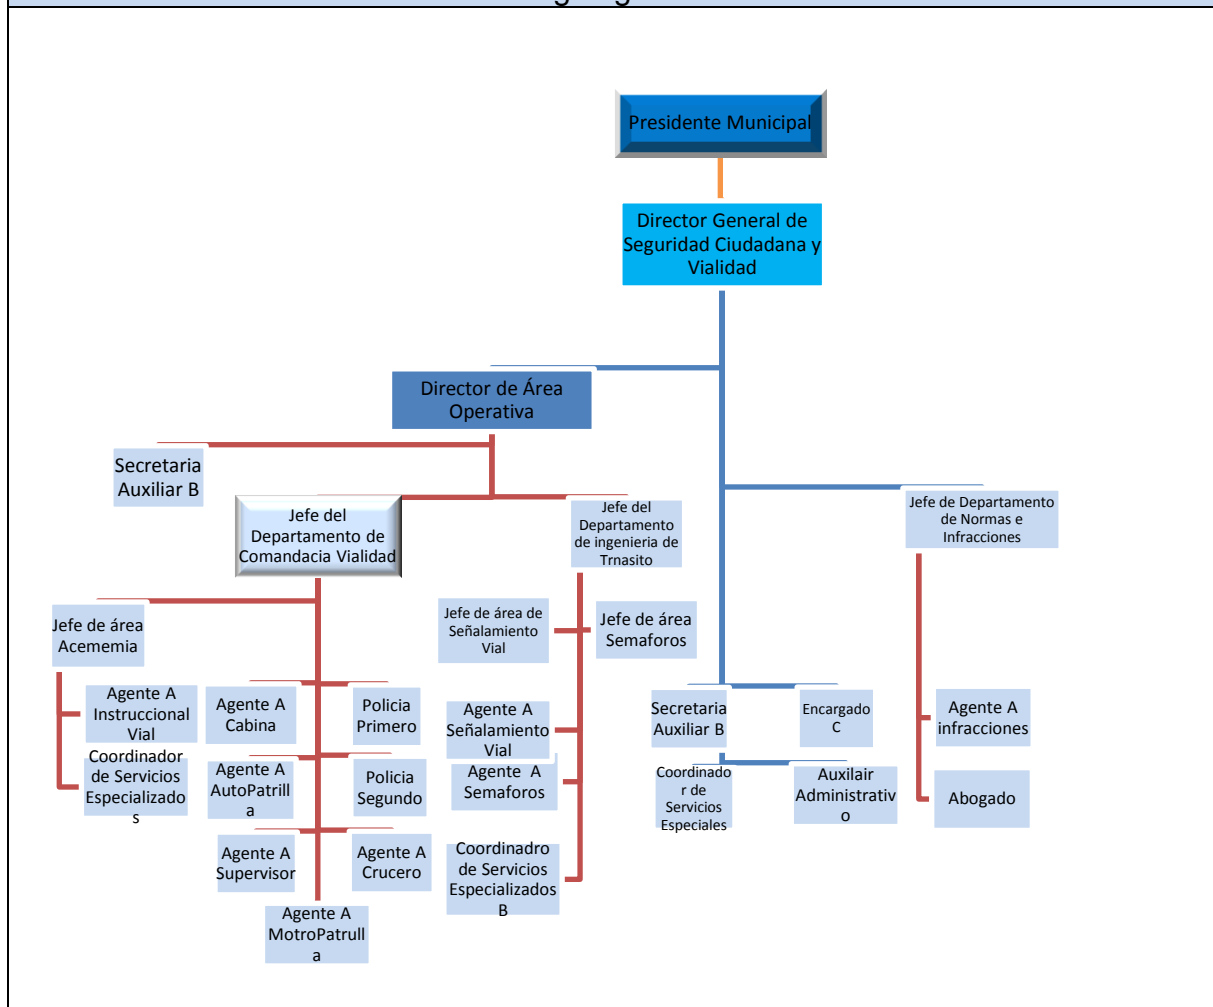 Presidente Municipal
Director General de
Seguridad Ciudadana y
Vialidad
Director de Área
Operativa
Secretaria
Auxiliar B
Jefe del
Departamento de
Comandacia Vialidad
Jefe del
Departamento
de ingenieria de
Trnasito
Jefe de Departamento
de Normas e
Infracciones
Jefe de área
Acememia
Jefe de área de
Señalamiento
Vial
Jefe de área
Semaforos
Agente A
Instruccional
Vial
Coordinador
de Servicios
Especializado
s
Agente A
Cabina
Policia
Primero
Agente A
AutoPatrill
a
Policia
Segundo
Agente A
Supervisor
Agente A
Crucero
Agente A
MotroPatrull
a
Agente A
Señalamiento
Vial
Agente  A
Semaforos
Coordinadro
de Servicios
Especializados
B
Secretaria
Auxiliar B
Encargado
C
Coordinado
r de
Servicios
Especiales
Auxilair
Administrativ
o
Agente A
infracciones
Abogado